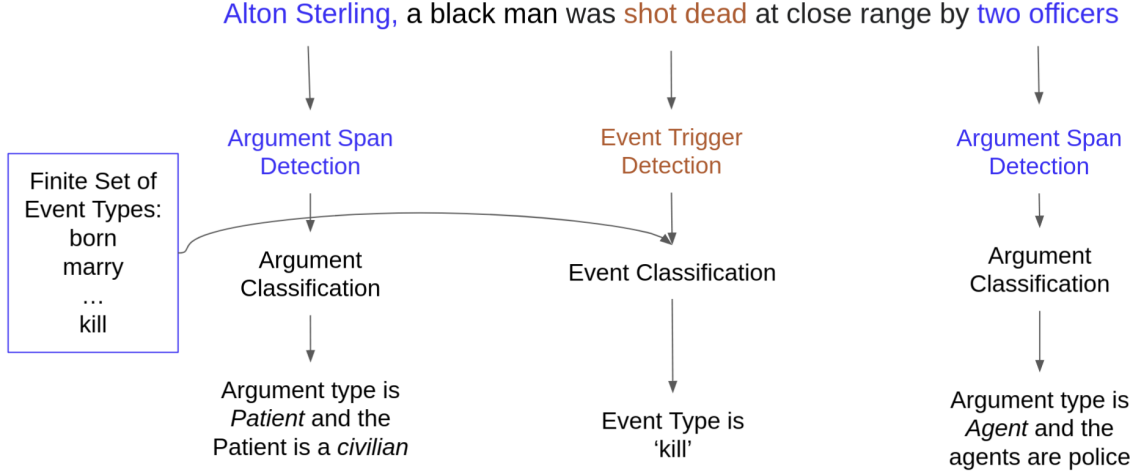 Alton Sterling, a black man was shot dead at close range by two officers
Argument Span
Detection
Event Trigger
Detection
Argument Span
Detection
Finite Set of
Event Types:
born
marry
…
kill
Argument
Classification
Event Classification
Argument
Classification
Argument type is
Patient and the
Patient is a civilian
Event Type is
‘kill’
Argument type is
Agent and the
agents are police